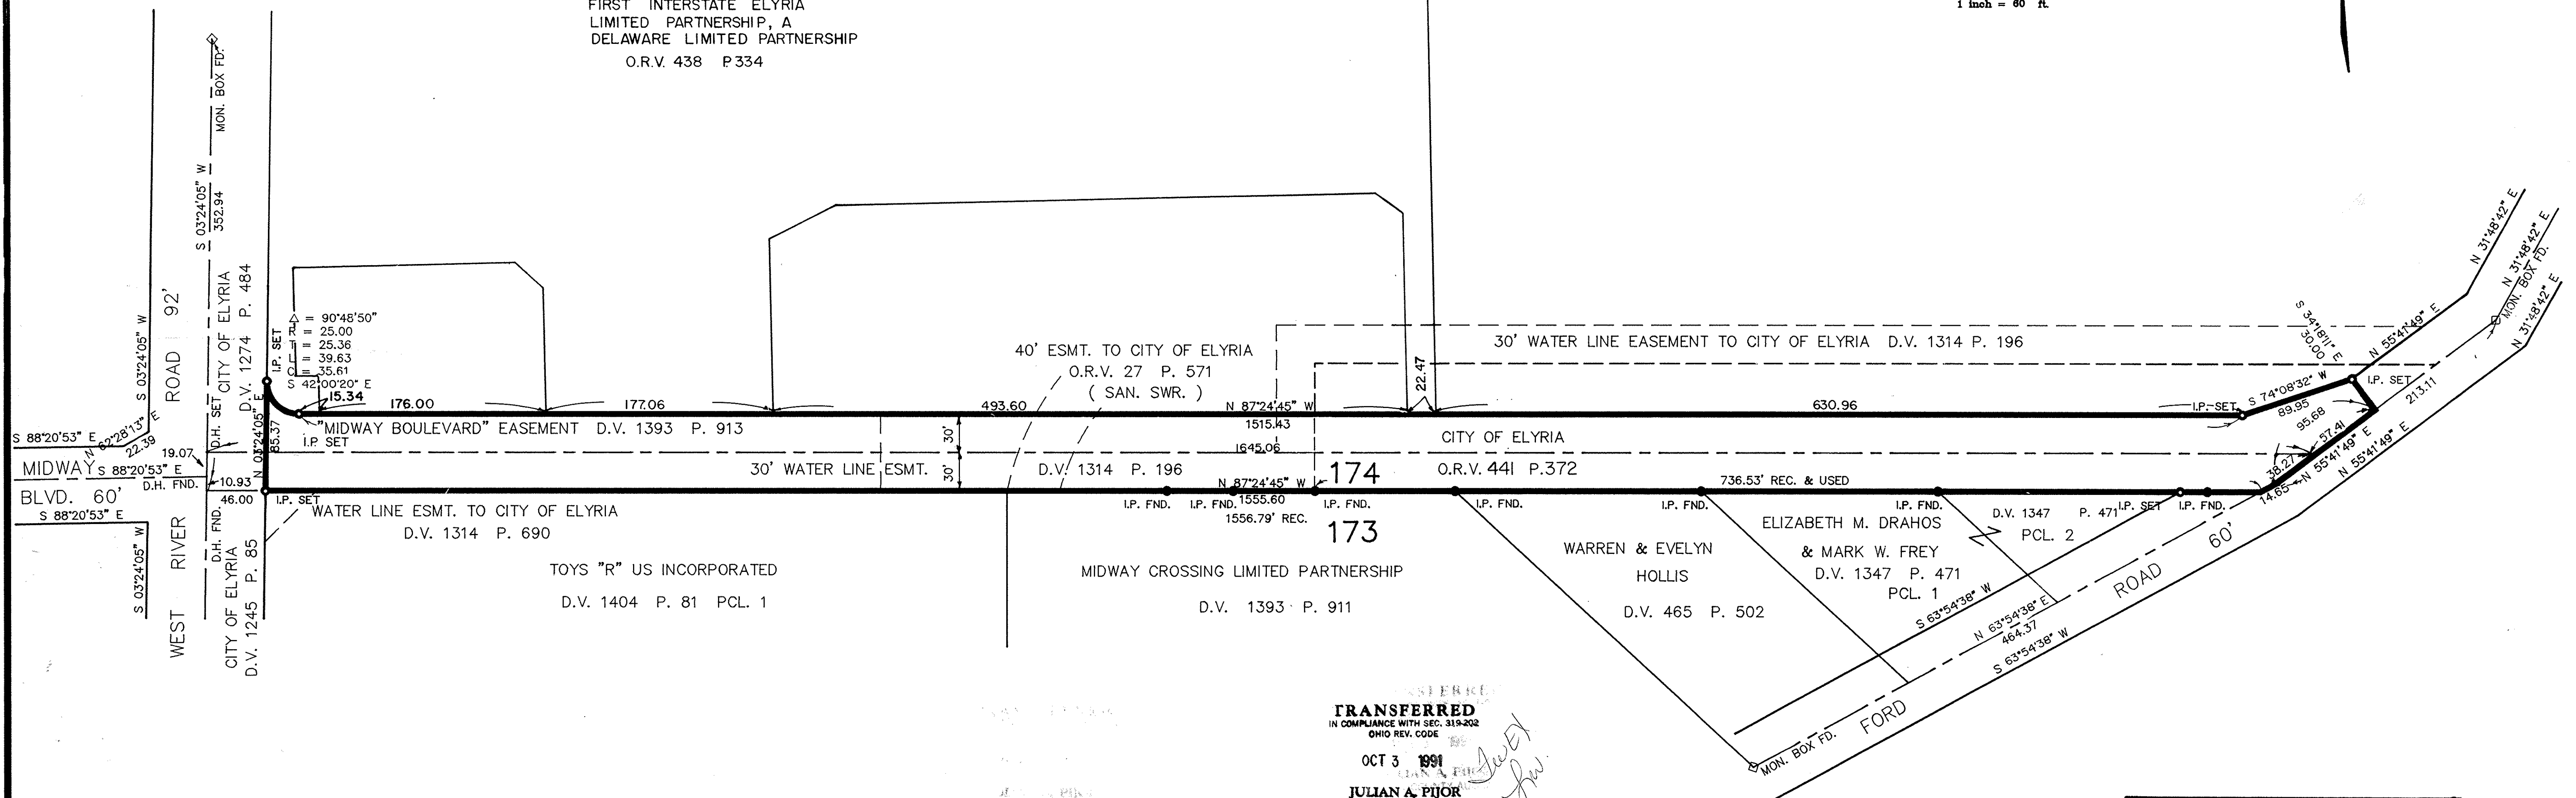 FIRST INTERSTATE ELYRIA
LIMITED PARTNERSHIP, A
DELAWARE LIMITED PARTNERSHIP
O.R.V. 438 P.334
1 inch = 60 ft.
MON. BOX FD.
S 03°24'05" W
352.94
S 03°24'05" W
WEST RIVER ROAD 92'
D.H. SET
CITY OF ELYRIA
D.V. 1274 P. 484
I.P. SET
△ = 90°48'50"
R = 25.00
T = 25.36
L = 39.63
C = 35.61
S 42°00'20" E
15.34
176.00
177.06
493.60
N 87°24'45" W
1515.43
22.47
630.96
I.P. SET
S 74°08'32" W
89.95
I.P. SET
S 34°18'11" E
30.00
N 55°41'49" E
N 31°48'42" E
N 31°48'42" E
MON. BOX FD.
N 31°48'42" E
213.11
95.68
57.41
38.27
N 55°41'49" E
14.65
N 55°41'49" E
40' ESMT. TO CITY OF ELYRIA
O.R.V. 27 P. 571
( SAN. SWR. )
30' WATER LINE EASEMENT TO CITY OF ELYRIA D.V. 1314 P. 196
"MIDWAY BOULEVARD" EASEMENT D.V. 1393 P. 913
I.P. SET
N 03°24'05" E
85.37
30'
30'
1645.06
CITY OF ELYRIA
O.R.V. 441 P.372
30' WATER LINE ESMT. D.V. 1314 P. 196
174
S 88°20'53" E
N 62°28'13" E
22.39
19.07
MIDWAY
S 88°20'53" E
D.H. FND.
10.93
BLVD. 60'
46.00
S 88°20'53" E
S 03°24'05" W
D.H. FND.
CITY OF ELYRIA
D.V. 1245 P. 85
I.P. SET
WATER LINE ESMT. TO CITY OF ELYRIA
D.V. 1314 P. 690
N 87°24'45" W
1555.60
1556.79' REC.
I.P. FND.
I.P. FND.
I.P. FND.
173
I.P. FND.
736.53' REC. & USED
I.P. FND.
I.P. FND.
I.P. SET
I.P. FND.
TOYS "R" US INCORPORATED
D.V. 1404 P. 81 PCL. 1
MIDWAY CROSSING LIMITED PARTNERSHIP
D.V. 1393 P. 911
WARREN & EVELYN
HOLLIS
D.V. 465 P. 502
ELIZABETH M. DRAHOS
& MARK W. FREY
D.V. 1347 P. 471
PCL. 1
D.V. 1347 P. 471
PCL. 2
S 63°54'38" W
N 63°54'38" E
464.37
S 63°54'38" W
FORD ROAD 60'
MON. BOX FD.
TRANSFERRED
IN COMPLIANCE WITH SEC. 319-202
OHIO REV. CODE
OCT 3 1991
JULIAN A. PIJOR